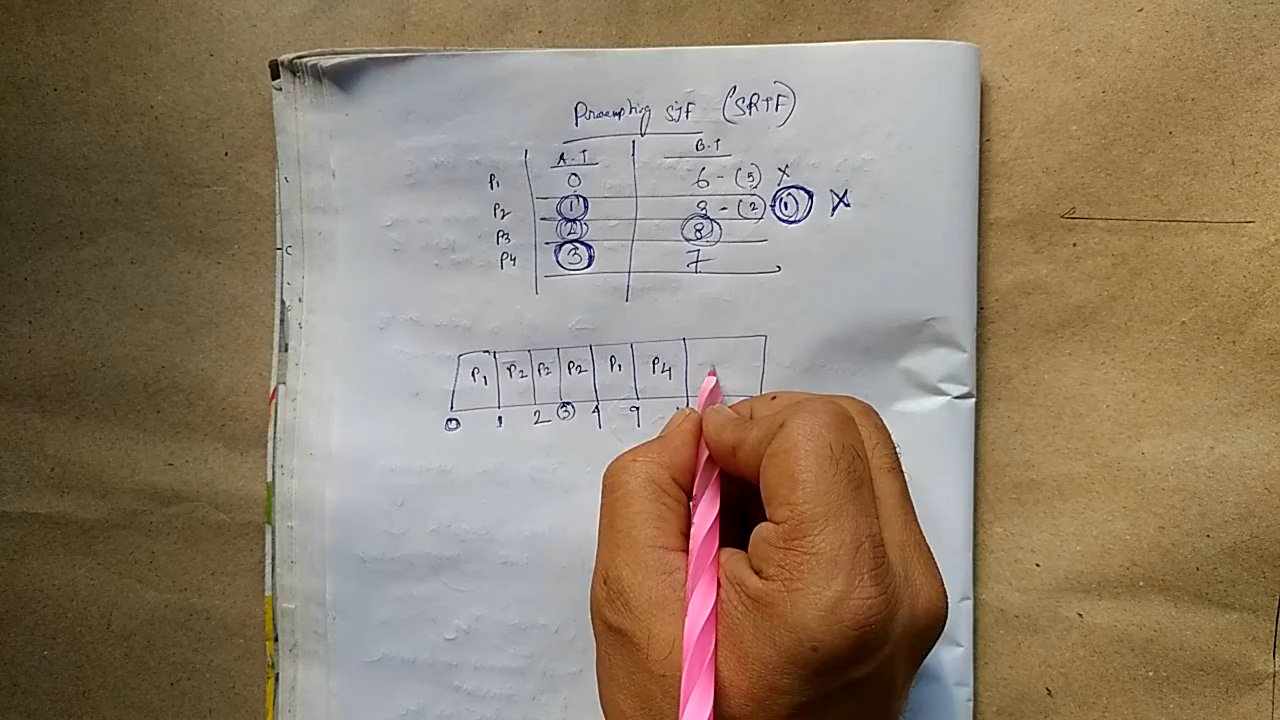 Preempting SJF (SRTF)
A-T B.T
P1 0 6 - (5) X
P2 1 3 - (2) 1 X
P3 2 8
P4 3 7
P1 P2 P2 P2 P1 P4
0 1 2 3 4 9